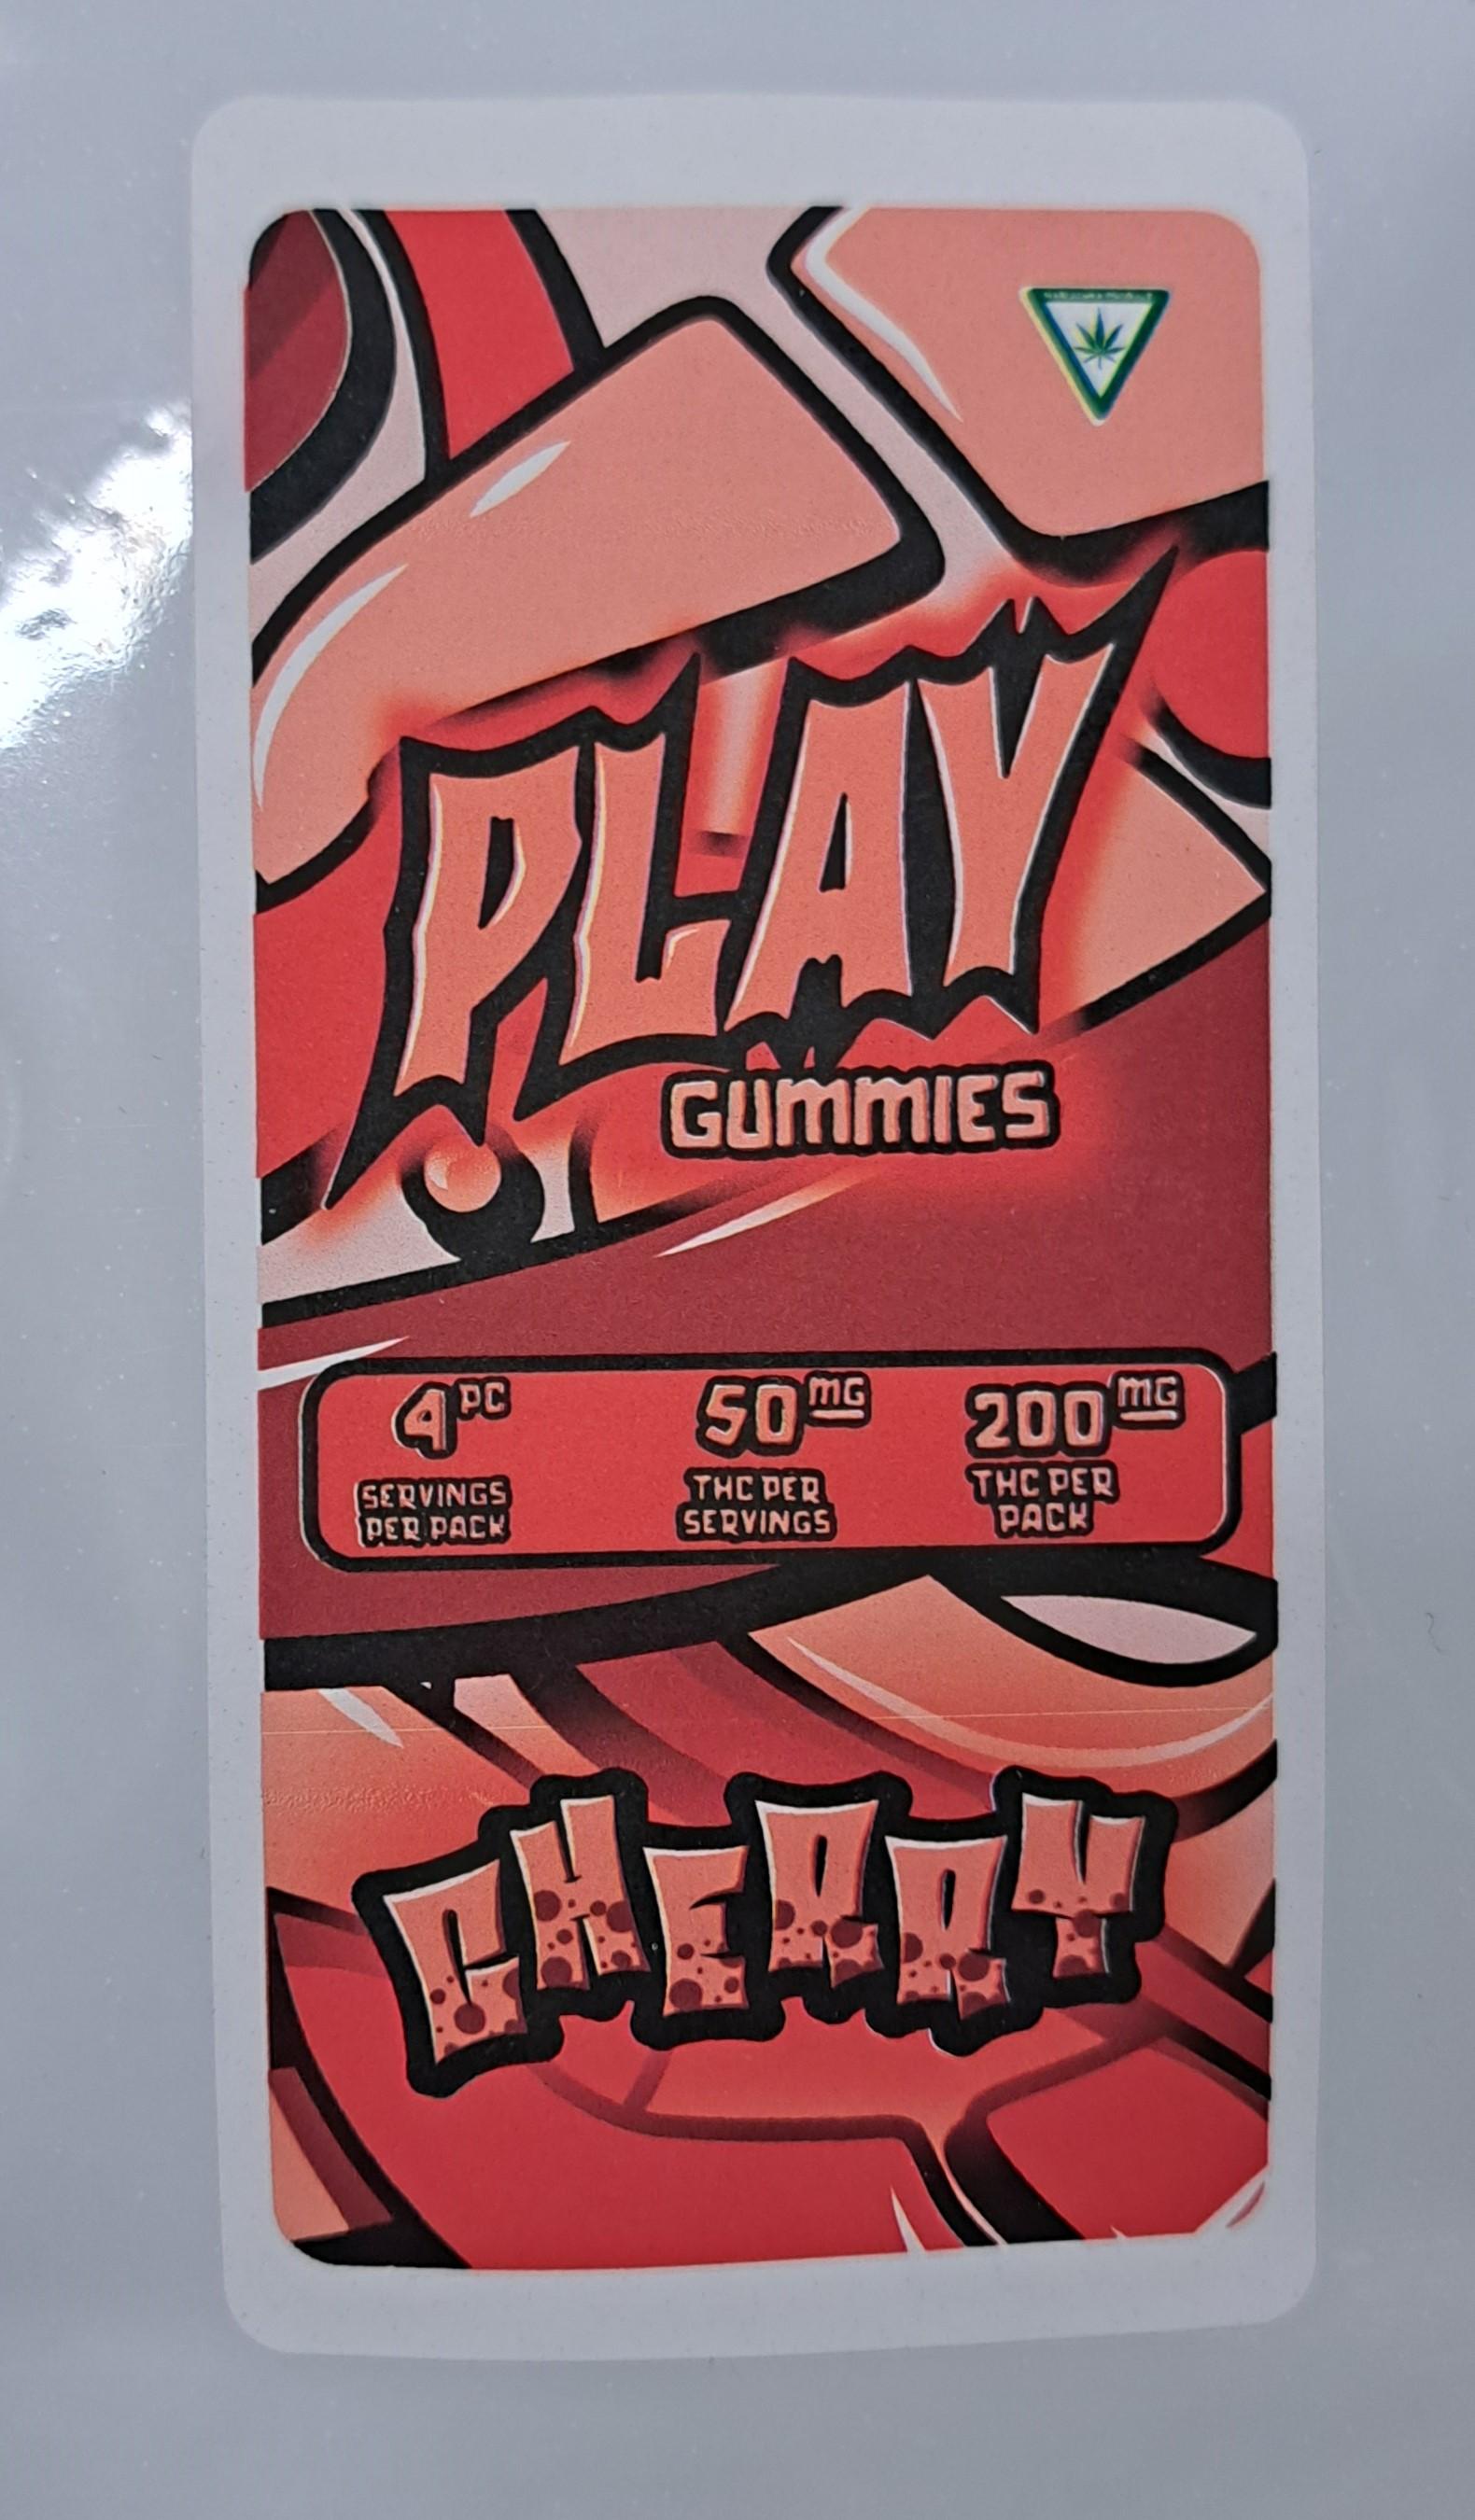 PLAY
GUMMIES
4PC 50MG 200MG
SERVINGS PER PACK
THC PER SERVINGS
THC PER PACK
CHERRY